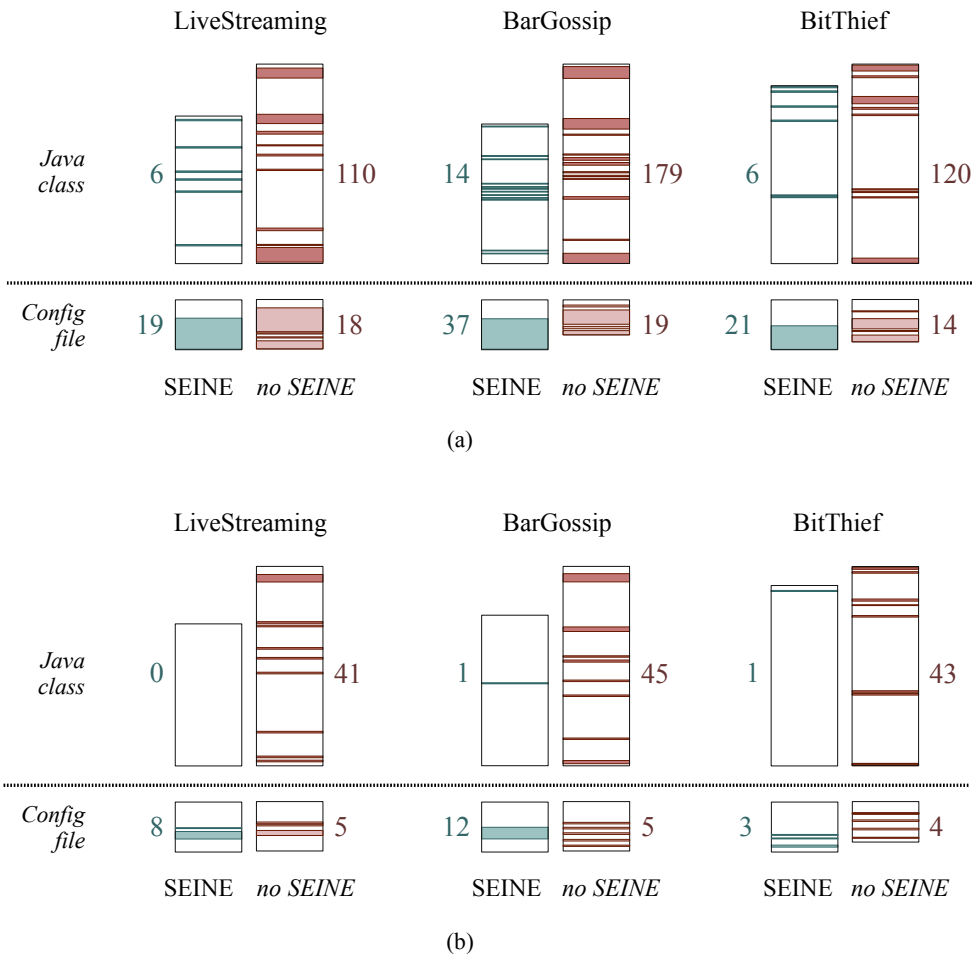 LiveStreaming BarGossip BitThief
Java
class
6 110 14 179 6 120
Config
file
19 18 37 19 21 14
SEINE no SEINE SEINE no SEINE SEINE no SEINE
(a)
LiveStreaming BarGossip BitThief
Java
class
0 41 1 45 1 43
Config
file
8 5 12 5 3 4
SEINE no SEINE SEINE no SEINE SEINE no SEINE
(b)